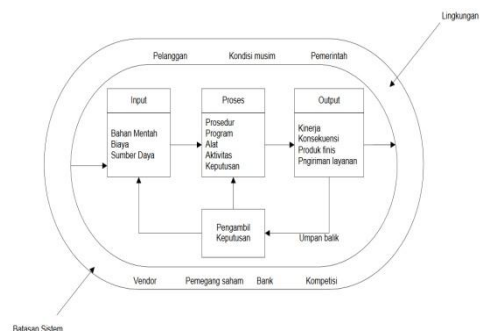 Lingkungan
Pelanggan Kondisi musim Pemerintah
Input
Bahan Mentah
Biaya
Sumber Daya
Proses
Prosedur
Program
Alat
Aktivitas
Keputusan
Output
Kinerja
Konsekuensi
Produk finis
Pngiriman layanan
Pengambil
Keputusan
Umpan balik
Vendor Pemegang saham Bank Kompetisi
Batasan Sistem